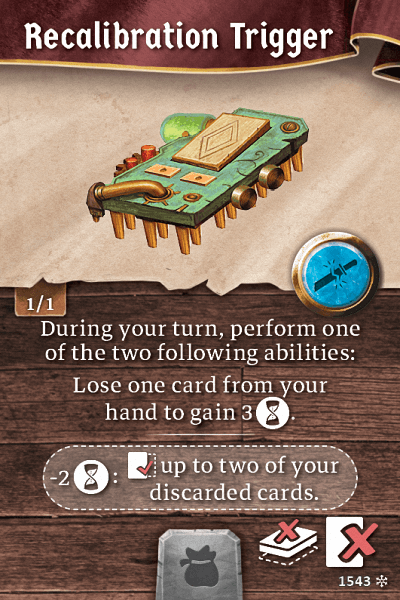 Recalibration Trigger
1/1
During your turn, perform one
of the two following abilities:
Lose one card from your
hand to gain 3 .
-2 : up to two of your
discarded cards.
1543